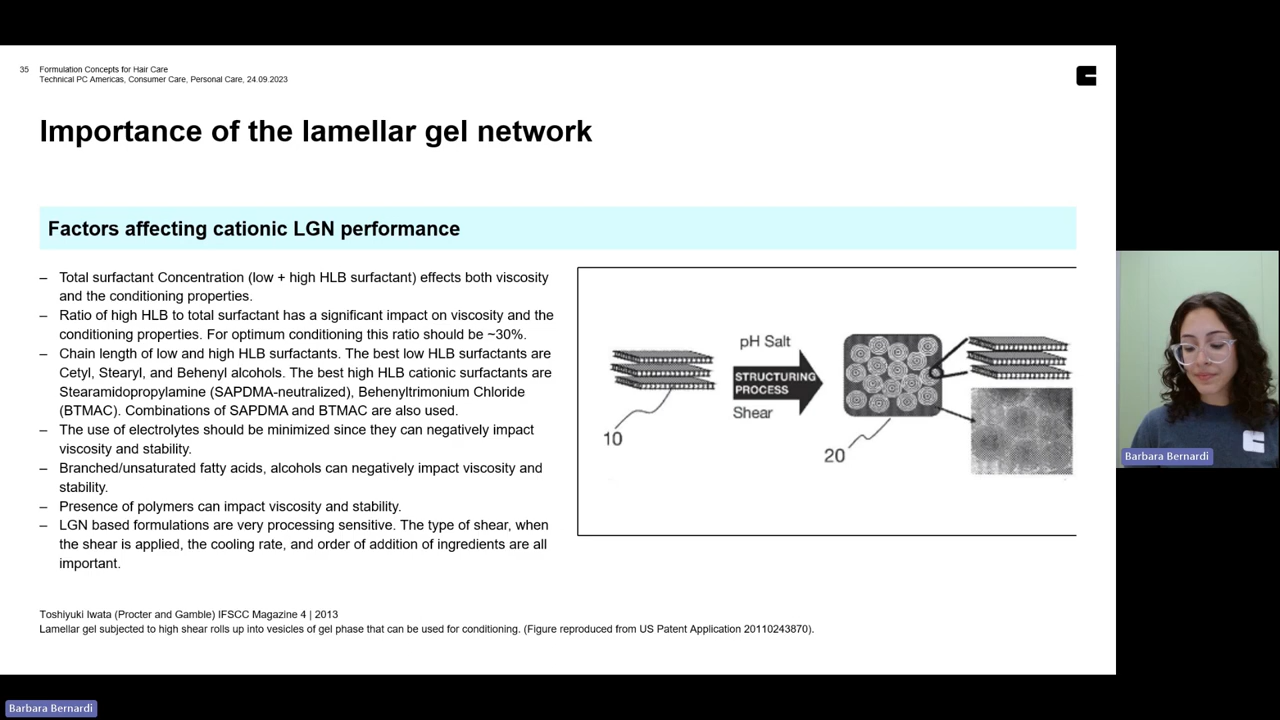 35 Formulation Concepts for Hair Care
Technical PC Americas, Consumer Care, Personal Care, 24.09.2023
Importance of the lamellar gel network
Factors affecting cationic LGN performance
– Total surfactant Concentration (low + high HLB surfactant) effects both viscosity
and the conditioning properties.
– Ratio of high HLB to total surfactant has a significant impact on viscosity and the
conditioning properties. For optimum conditioning this ratio should be ~30%.
– Chain length of low and high HLB surfactants. The best low HLB surfactants are
Cetyl, Stearyl, and Behenyl alcohols. The best high HLB cationic surfactants are
Stearamidopropylamine (SAPDMA-neutralized), Behenyltrimonium Chloride
(BTMAC). Combinations of SAPDMA and BTMAC are also used.
– The use of electrolytes should be minimized since they can negatively impact
viscosity and stability.
– Branched/unsaturated fatty acids, alcohols can negatively impact viscosity and
stability.
– Presence of polymers can impact viscosity and stability.
– LGN based formulations are very processing sensitive. The type of shear, when
the shear is applied, the cooling rate, and order of addition of ingredients are all
important.
pH Salt
STRUCTURING
PROCESS
Shear
10
20
Toshiyuki Iwata (Procter and Gamble) IFSCC Magazine 4 | 2013
Lamellar gel subjected to high shear rolls up into vesicles of gel phase that can be used for conditioning. (Figure reproduced from US Patent Application 20110243870).
Barbara Bernardi
Barbara Bernardi